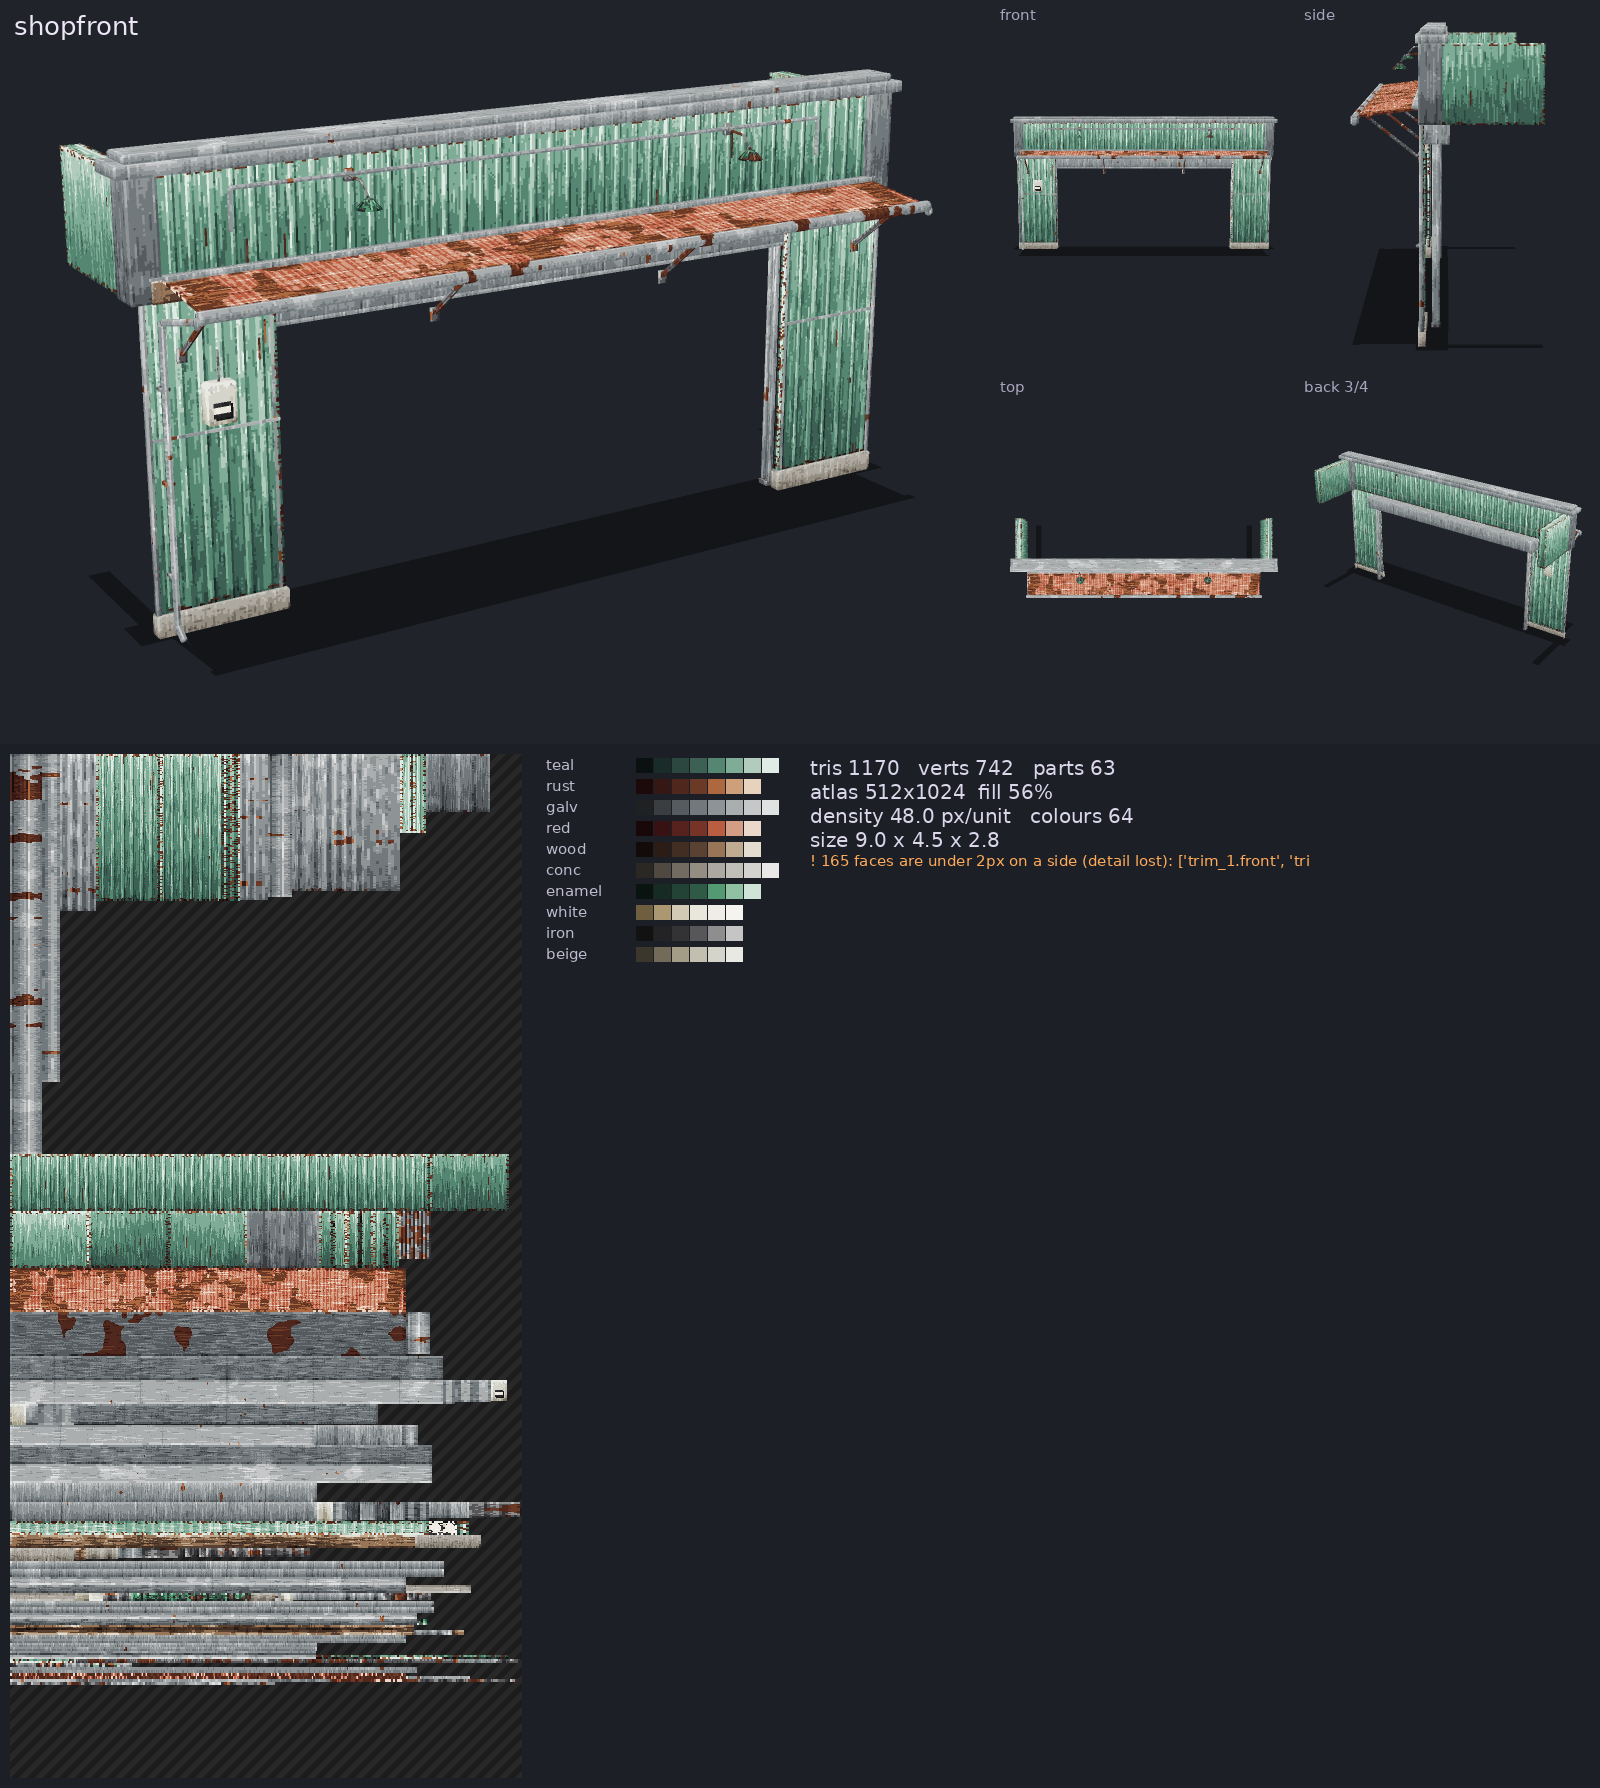 shopfront
front
side
top
back 3/4
teal
rust
galv
red
wood
conc
enamel
white
iron
beige
tris 1170 verts 742 parts 63
atlas 512x1024 fill 56%
density 48.0 px/unit colours 64
size 9.0 x 4.5 x 2.8
! 165 faces are under 2px on a side (detail lost): ['trim_1.front', 'tri